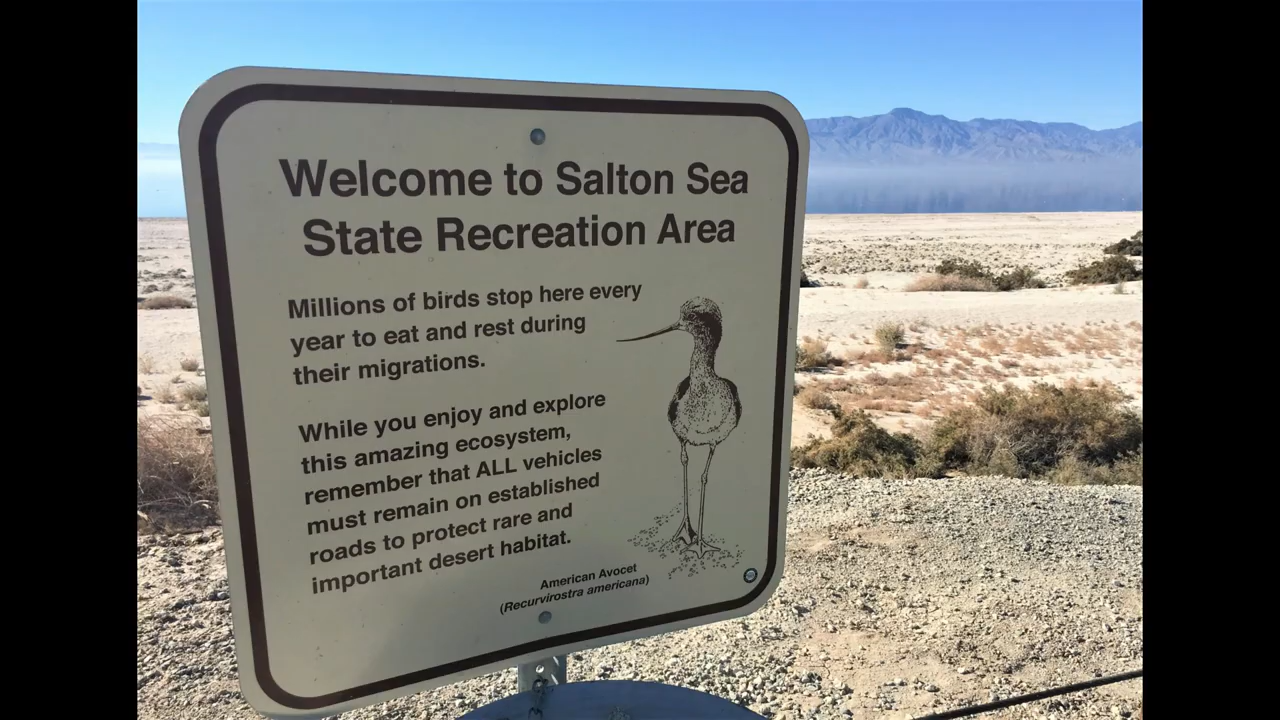 Welcome to Salton Sea
State Recreation Area
Millions of birds stop here every
year to eat and rest during
their migrations.
While you enjoy and explore
this amazing ecosystem,
remember that ALL vehicles
must remain on established
roads to protect rare and
important desert habitat.
American Avocet
(Recurvirostra americana)